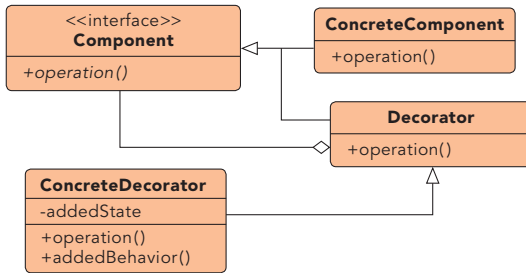 <<interface>>
Component
+operation()
ConcreteComponent
+operation()
Decorator
+operation()
ConcreteDecorator
-addedState
+operation()
+addedBehavior()